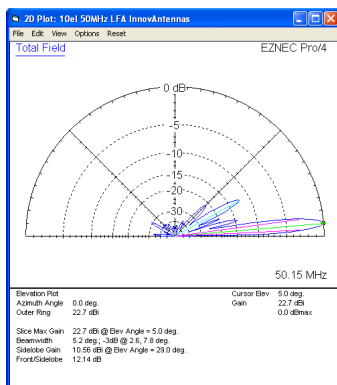 2D Plot: 10el 50MHz LFA InnovAntennas
File Edit View Options Reset
Total Field
EZNEC Pro/4
0 dB
-5
-10
-15
-20
-30
50.15 MHz
Elevation Plot
Cursor Elev 5.0 deg.
Azimuth Angle 0.0 deg.
Gain 22.7 dBi
Outer Ring 22.7 dBi
0.0 dBmax
Slice Max Gain 22.7 dBi @ Elev Angle = 5.0 deg.
Beamwidth 5.2 deg.; -3dB @ 2.6, 7.8 deg.
Sidelobe Gain 10.56 dBi @ Elev Angle = 29.0 deg.
Front/Sidelobe 12.14 dB